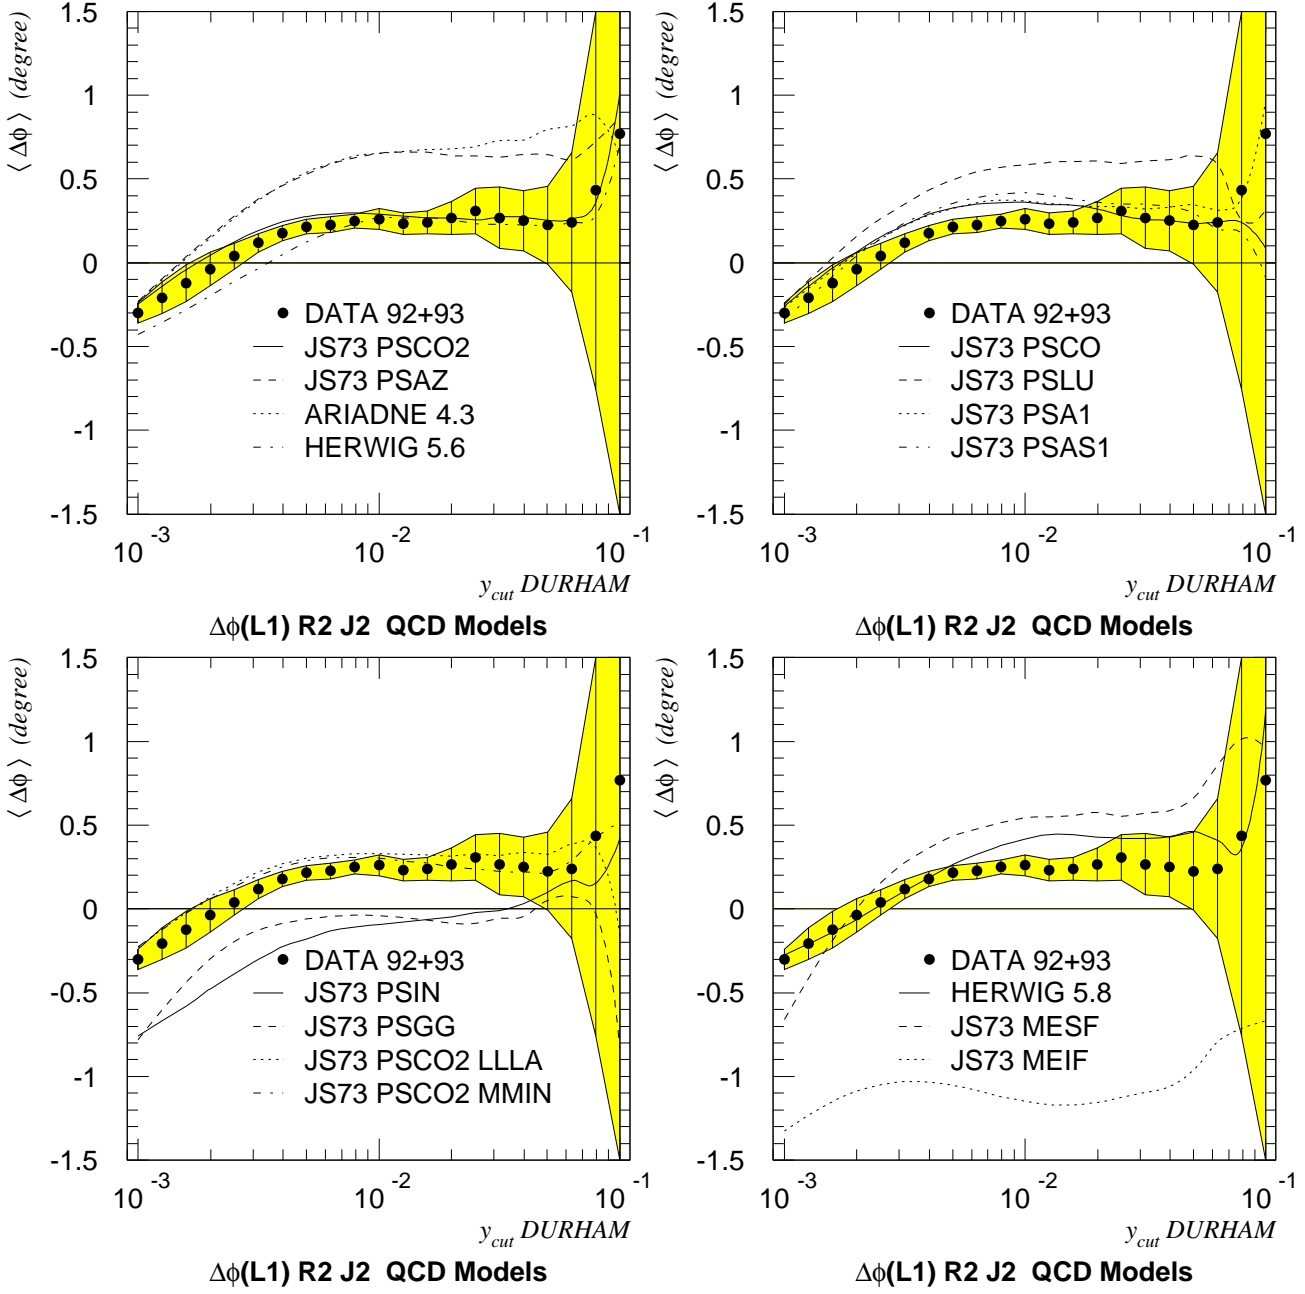 ⟨ Δϕ ⟩ (degree)
1.5
1
0.5
0
-0.5
-1
-1.5
10⁻³
10⁻²
10⁻¹
y_cut DURHAM
DATA 92+93
JS73 PSCO2
JS73 PSAZ
ARIADNE 4.3
HERWIG 5.6
Δϕ(L1) R2 J2 QCD Models
⟨ Δϕ ⟩ (degree)
1.5
1
0.5
0
-0.5
-1
-1.5
10⁻³
10⁻²
10⁻¹
y_cut DURHAM
DATA 92+93
JS73 PSCO
JS73 PSLU
JS73 PSA1
JS73 PSAS1
Δϕ(L1) R2 J2 QCD Models
⟨ Δϕ ⟩ (degree)
1.5
1
0.5
0
-0.5
-1
-1.5
10⁻³
10⁻²
10⁻¹
y_cut DURHAM
DATA 92+93
JS73 PSIN
JS73 PSGG
JS73 PSCO2 LLLA
JS73 PSCO2 MMIN
Δϕ(L1) R2 J2 QCD Models
⟨ Δϕ ⟩ (degree)
1.5
1
0.5
0
-0.5
-1
-1.5
10⁻³
10⁻²
10⁻¹
y_cut DURHAM
DATA 92+93
HERWIG 5.8
JS73 MESF
JS73 MEIF
Δϕ(L1) R2 J2 QCD Models